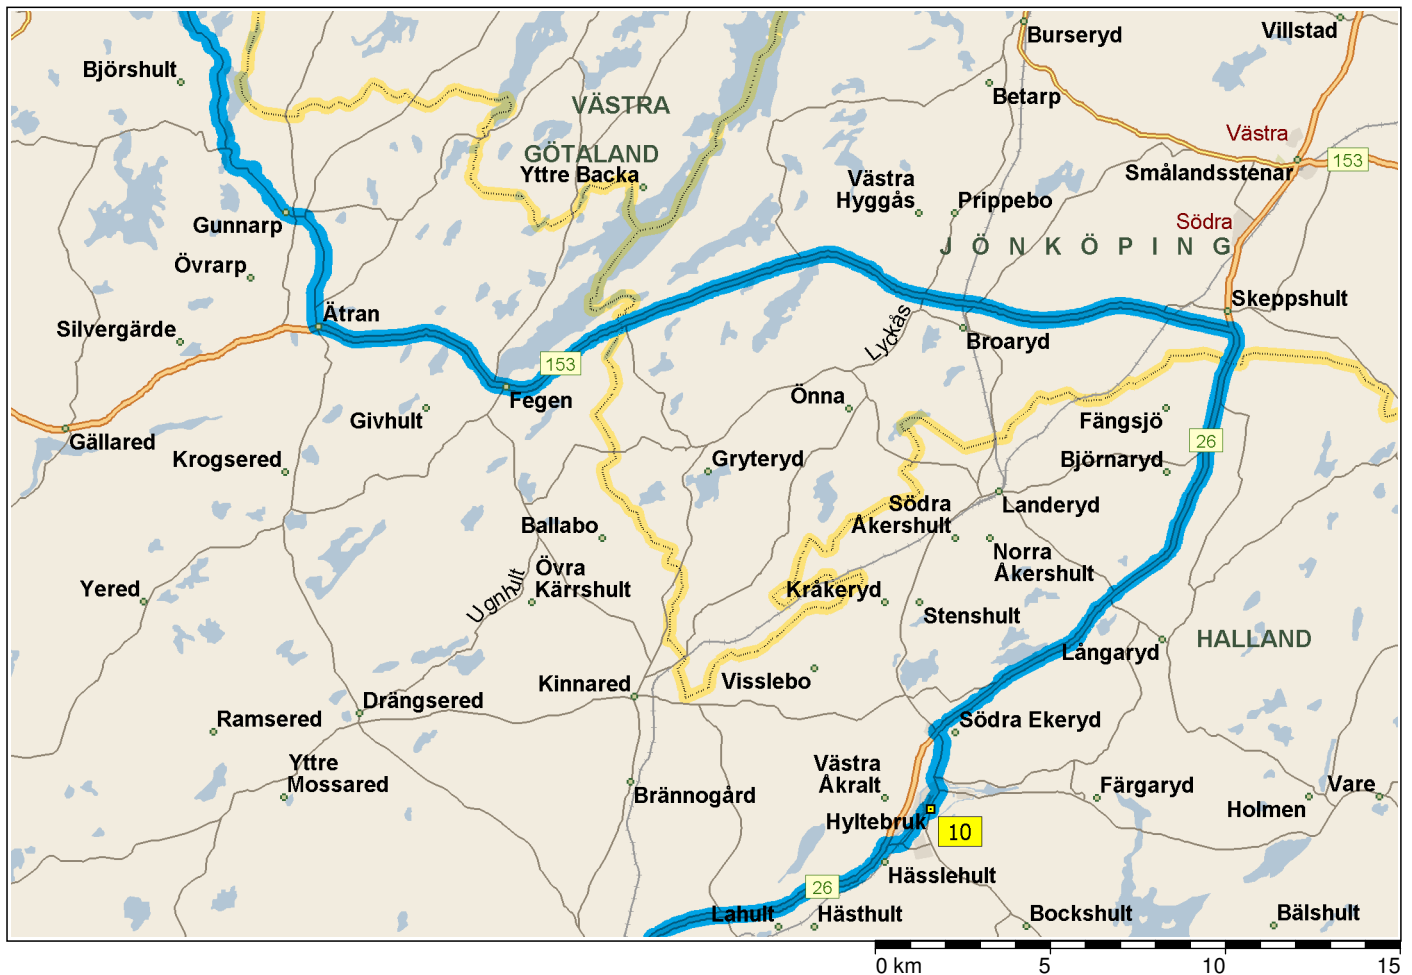 Burseryd
Villstad
Björshult
Betarp
VÄSTRA
Västra
GÖTALAND
153
Yttre Backa
Smålandsstenar
Västra
Hyggås
Prippebo
Gunnarp
Södra
JÖNKÖPING
Övrarp
Skeppshult
Ätran
Silvergärde
Lyckås
Broaryd
153
Fegen
Önna
Givhult
Fängsjö
Gällared
26
Krogsered
Gryteryd
Björnaryd
Södra
Åkershult
Landeryd
Ballabo
Norra
Åkershult
Övra
Kärrshult
Ugnhult
Yered
Kråkeryd
Stenshult
HALLAND
Långaryd
Kinnared
Visslebo
Drängsered
Ramsered
Södra Ekeryd
Yttre
Mossared
Västra
Åkralt
Brännogård
Färgaryd
Vare
Holmen
Hyltebruk
10
Hässlehult
26
Lahult
Hästhult
Bockshult
Bälshult
0 km 5 10 15